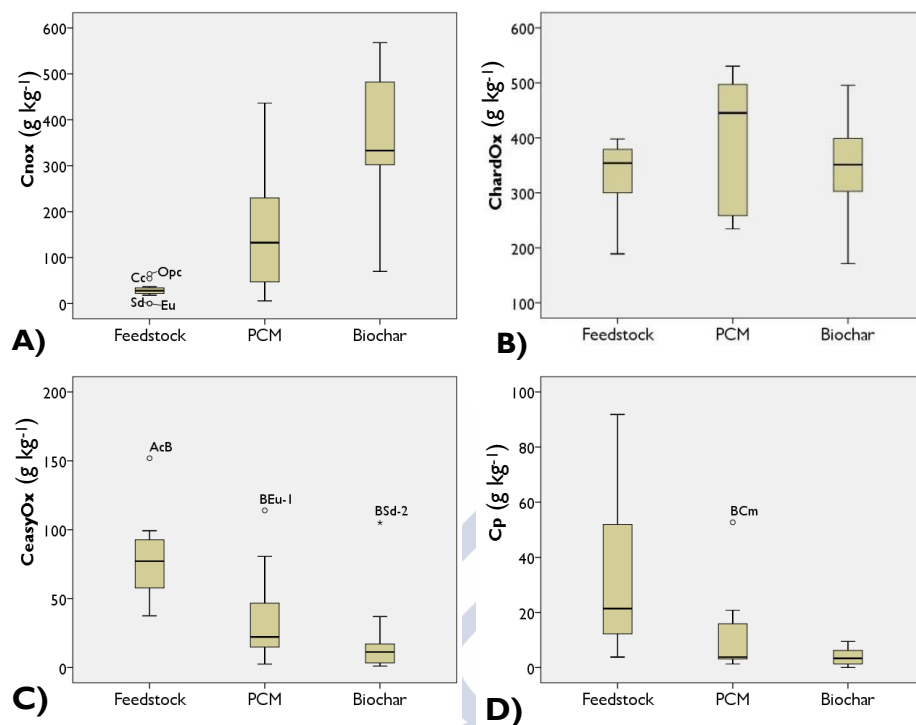 600
500
400
300
200
100
0
Cnox (g kg-1)
Cc
Opc
Sd
Eu
Feedstock
PCM
Biochar
A)
600
500
400
300
200
100
ChardOx (g kg-1)
Feedstock
PCM
Biochar
B)
200
150
100
50
0
CeasyOx (g kg-1)
AcB
BEu-1
BSd-2
Feedstock
PCM
Biochar
C)
100
80
60
40
20
0
Cp (g kg-1)
BCm
Feedstock
PCM
Biochar
D)